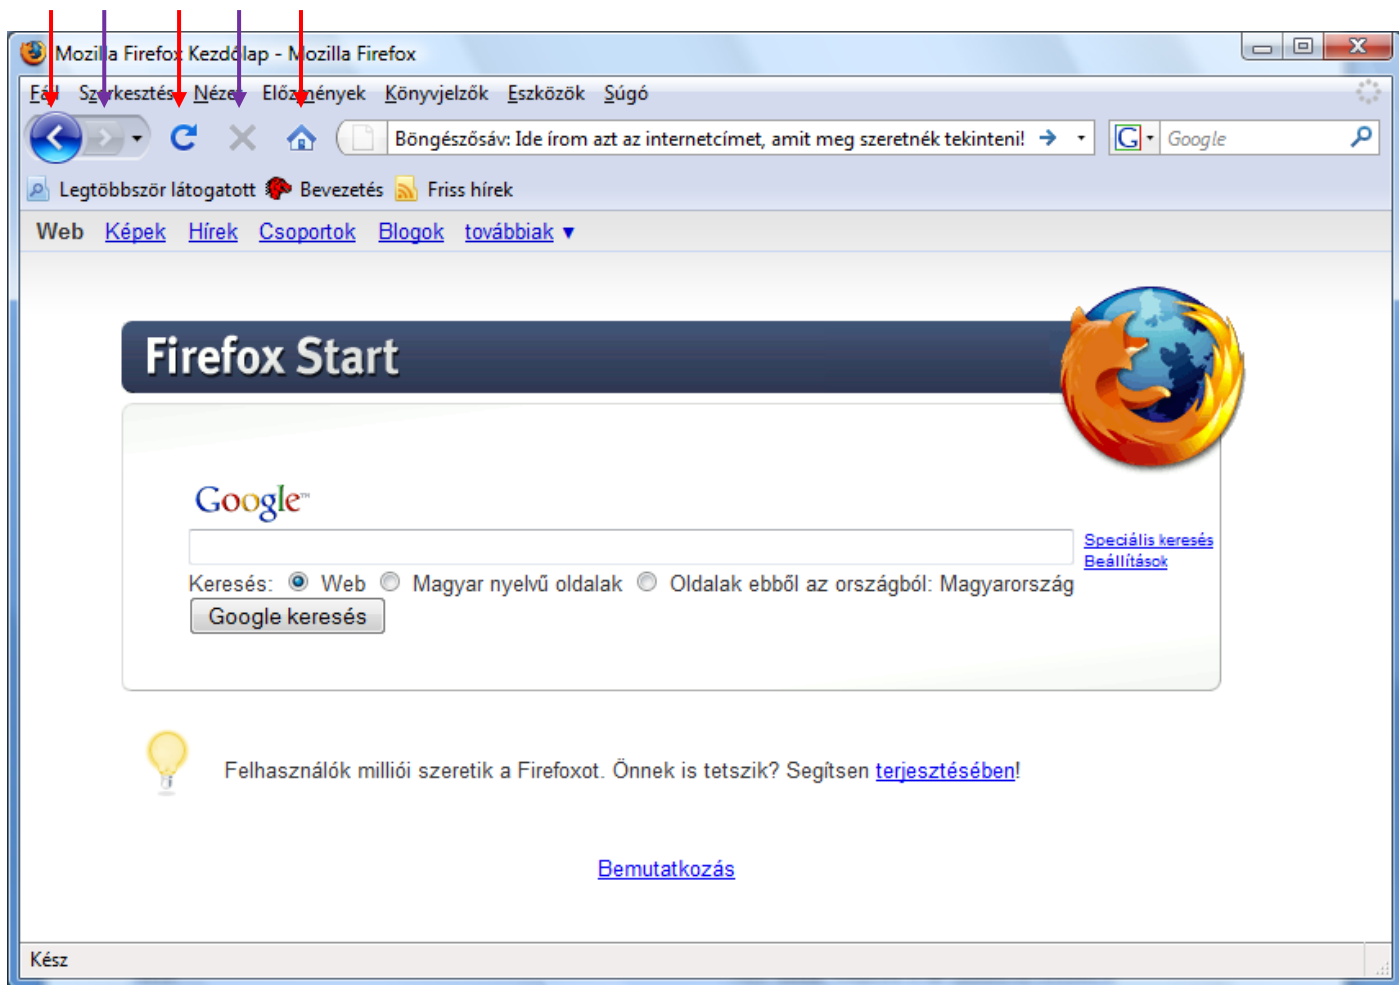 Mozilla Firefox Kezdőlap - Mozilla Firefox
Fájl Szerkesztés Nézet Előzmények Könyvjelzők Eszközök Súgó
Böngészősáv: Ide írom azt az internetcímet, amit meg szeretnék tekinteni! G Google
Legtöbbször látogatott Bevezetés Friss hírek
Web Képek Hírek Csoportok Blogok továbbiak ▼
Firefox Start
Google™
Speciális keresés
Beállítások
Keresés: Web Magyar nyelvű oldalak Oldalak ebből az országból: Magyarország
Google keresés
Felhasználók milliói szeretik a Firefoxot. Önnek is tetszik? Segítsen terjesztésében!
Bemutatkozás
Kész